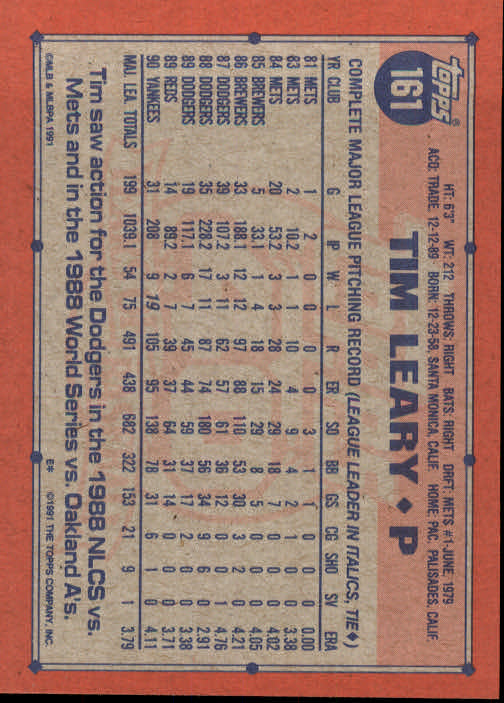 topps®
161
HT: 6'3" WT: 212 THROWS: RIGHT BATS: RIGHT DRFT: METS #1-JUNE, 1979
ACQ: TRADE 12-12-89 BORN: 12-23-58, SANTA MONICA, CALIF. HOME: PAC. PALISADES, CALIF
TIM LEARY ♦ P
COMPLETE MAJOR LEAGUE PITCHING RECORD (LEAGUE LEADER IN ITALICS, TIE♦)
YR CLUB G IP W L R ER SO BB GS CG SHO SV ERA
81 METS 1 2 0 0 0 0 3 1 1 0 0 0 0.00
83 METS 2 10.2 1 1 10 4 9 4 2 1 0 0 3.38
84 METS 20 53.2 3 3 28 24 29 18 7 0 0 0 4.02
85 BREWERS 5 33.1 1 4 18 15 29 8 5 0 0 0 4.05
86 BREWERS 33 188.1 12 12 97 88 110 53 30 3 2 0 4.21
87 DODGERS 39 107.2 3 11 62 57 61 36 12 0 0 1 4.76
88 DODGERS 35 228.2 17 11 87 74 180 56 34 9 6 0 2.91
89 DODGERS 19 117.1 6 7 45 44 59 37 17 2 0 0 3.38
89 REDS 14 89.2 2 7 39 37 64 31 14 0 0 0 3.71
90 YANKEES 31 208 9 19 105 95 138 78 31 6 1 0 4.11
MAJ. LEA. TOTALS 199 1039.1 54 75 491 438 682 322 153 21 9 1 3.79
Tim saw action for the Dodgers in the 1988 NLCS vs.
Mets and in the 1988 World Series vs. Oakland A's.
©MLB & MLBPA 1991 E* ©1991 THE TOPPS COMPANY, INC.